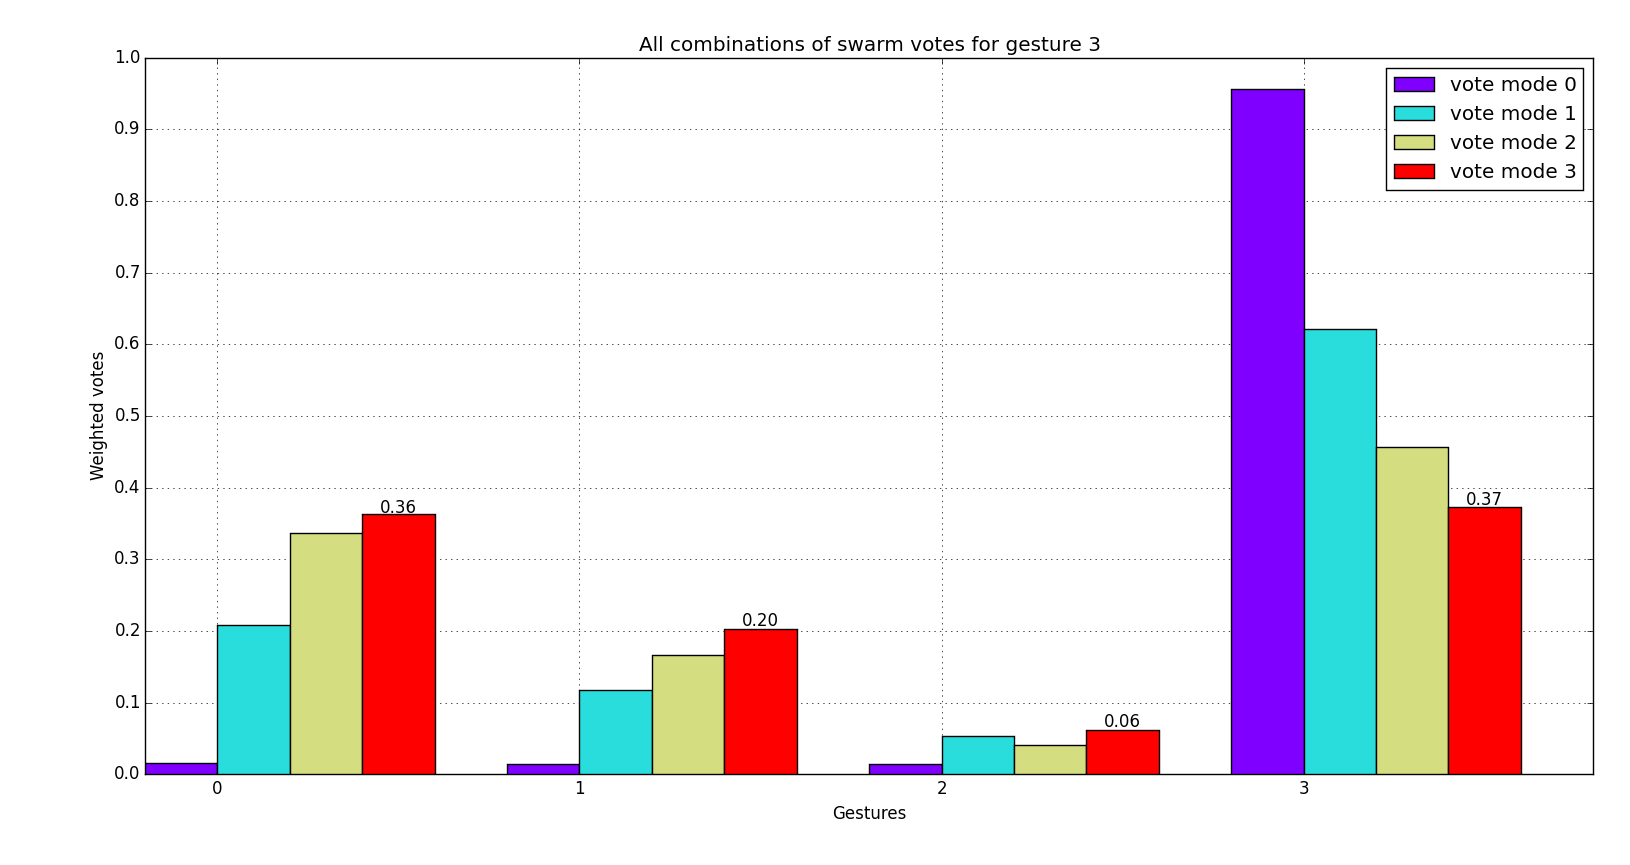 All combinations of swarm votes for gesture 3
1.0
0.9
0.8
0.7
0.6
0.5
0.4
0.3
0.2
0.1
0.0
Weighted votes
vote mode 0
vote mode 1
vote mode 2
vote mode 3
0.36
0.20
0.06
0.37
0 1 2 3
Gestures